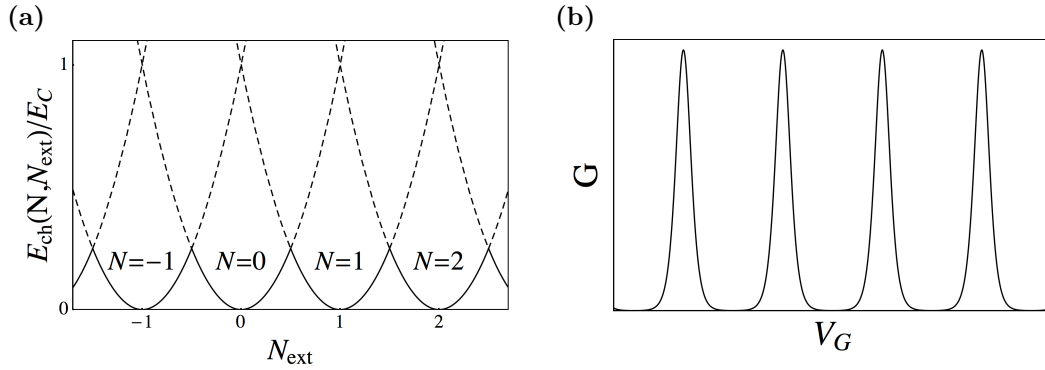 (a)
E_ch(N,N_ext)/E_C
1
0
N=−1 N=0 N=1 N=2
−1 0 1 2
N_ext
(b)
G
V_G